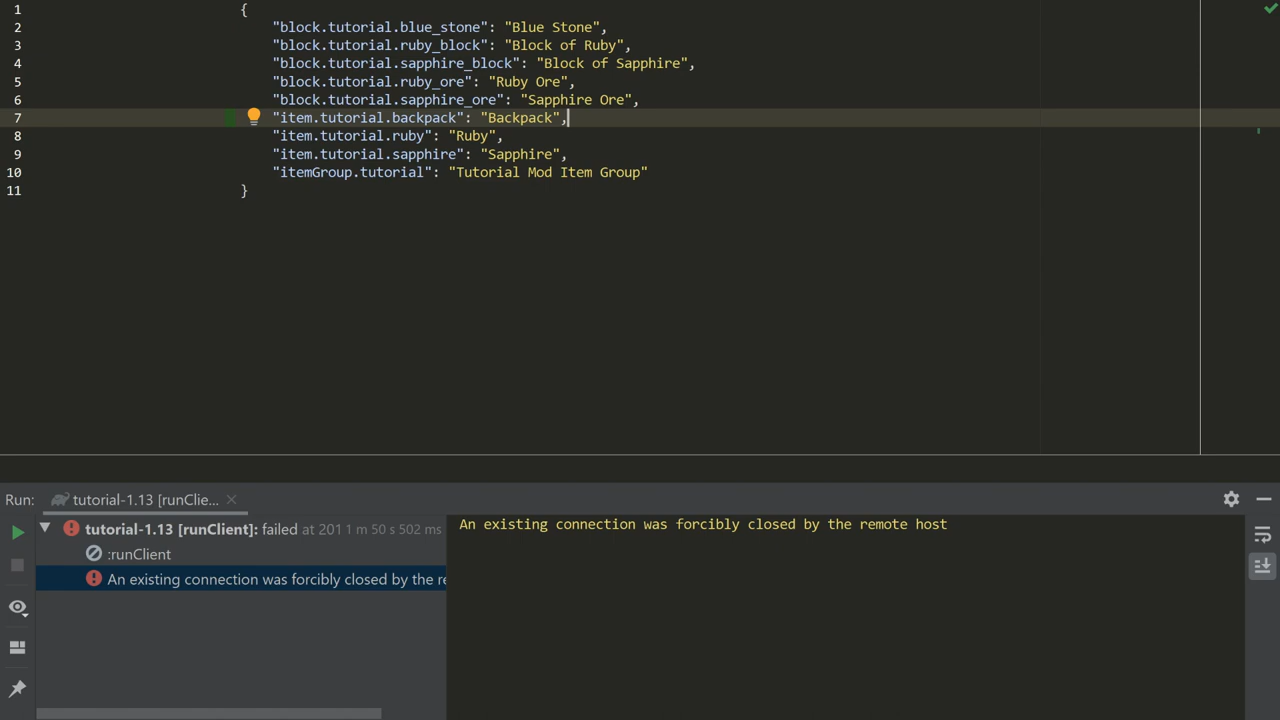 1 {
2 "block.tutorial.blue_stone": "Blue Stone",
3 "block.tutorial.ruby_block": "Block of Ruby",
4 "block.tutorial.sapphire_block": "Block of Sapphire",
5 "block.tutorial.ruby_ore": "Ruby Ore",
6 "block.tutorial.sapphire_ore": "Sapphire Ore",
7 "item.tutorial.backpack": "Backpack",
8 "item.tutorial.ruby": "Ruby",
9 "item.tutorial.sapphire": "Sapphire",
10 "itemGroup.tutorial": "Tutorial Mod Item Group"
11 }
Run: tutorial-1.13 [runClie...
tutorial-1.13 [runClient]: failed at 201 1 m 50 s 502 ms
:runClient
An existing connection was forcibly closed by the re
An existing connection was forcibly closed by the remote host